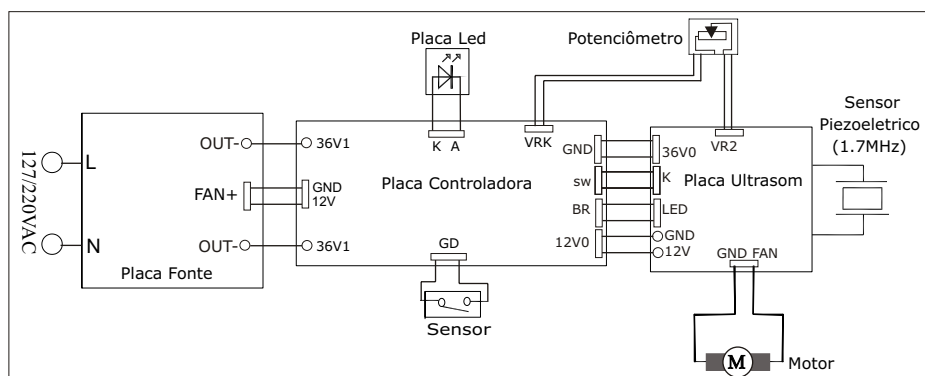 Placa Led
Potenciômetro
Sensor
Piezoeletrico
(1.7MHz)
K A
VRK
VR2
127/220VAC
L
N
OUT-
FAN+
OUT-
Placa Fonte
36V1
GND
12V
36V1
Placa Controladora
GD
GND
sw
BR
12V0
36V0
K
LED
GND
12V
Placa Ultrasom
GND FAN
Sensor
M
Motor